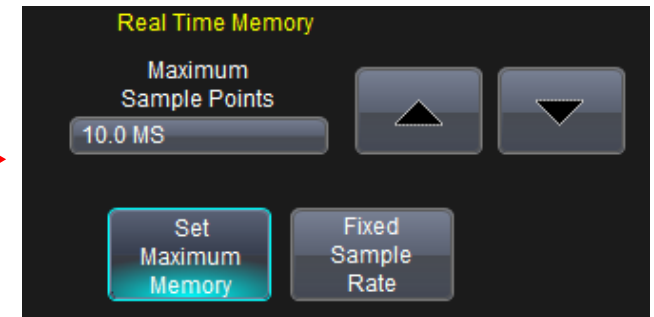 Real Time Memory
Maximum
Sample Points
10.0 MS
Set
Maximum
Memory
Fixed
Sample
Rate